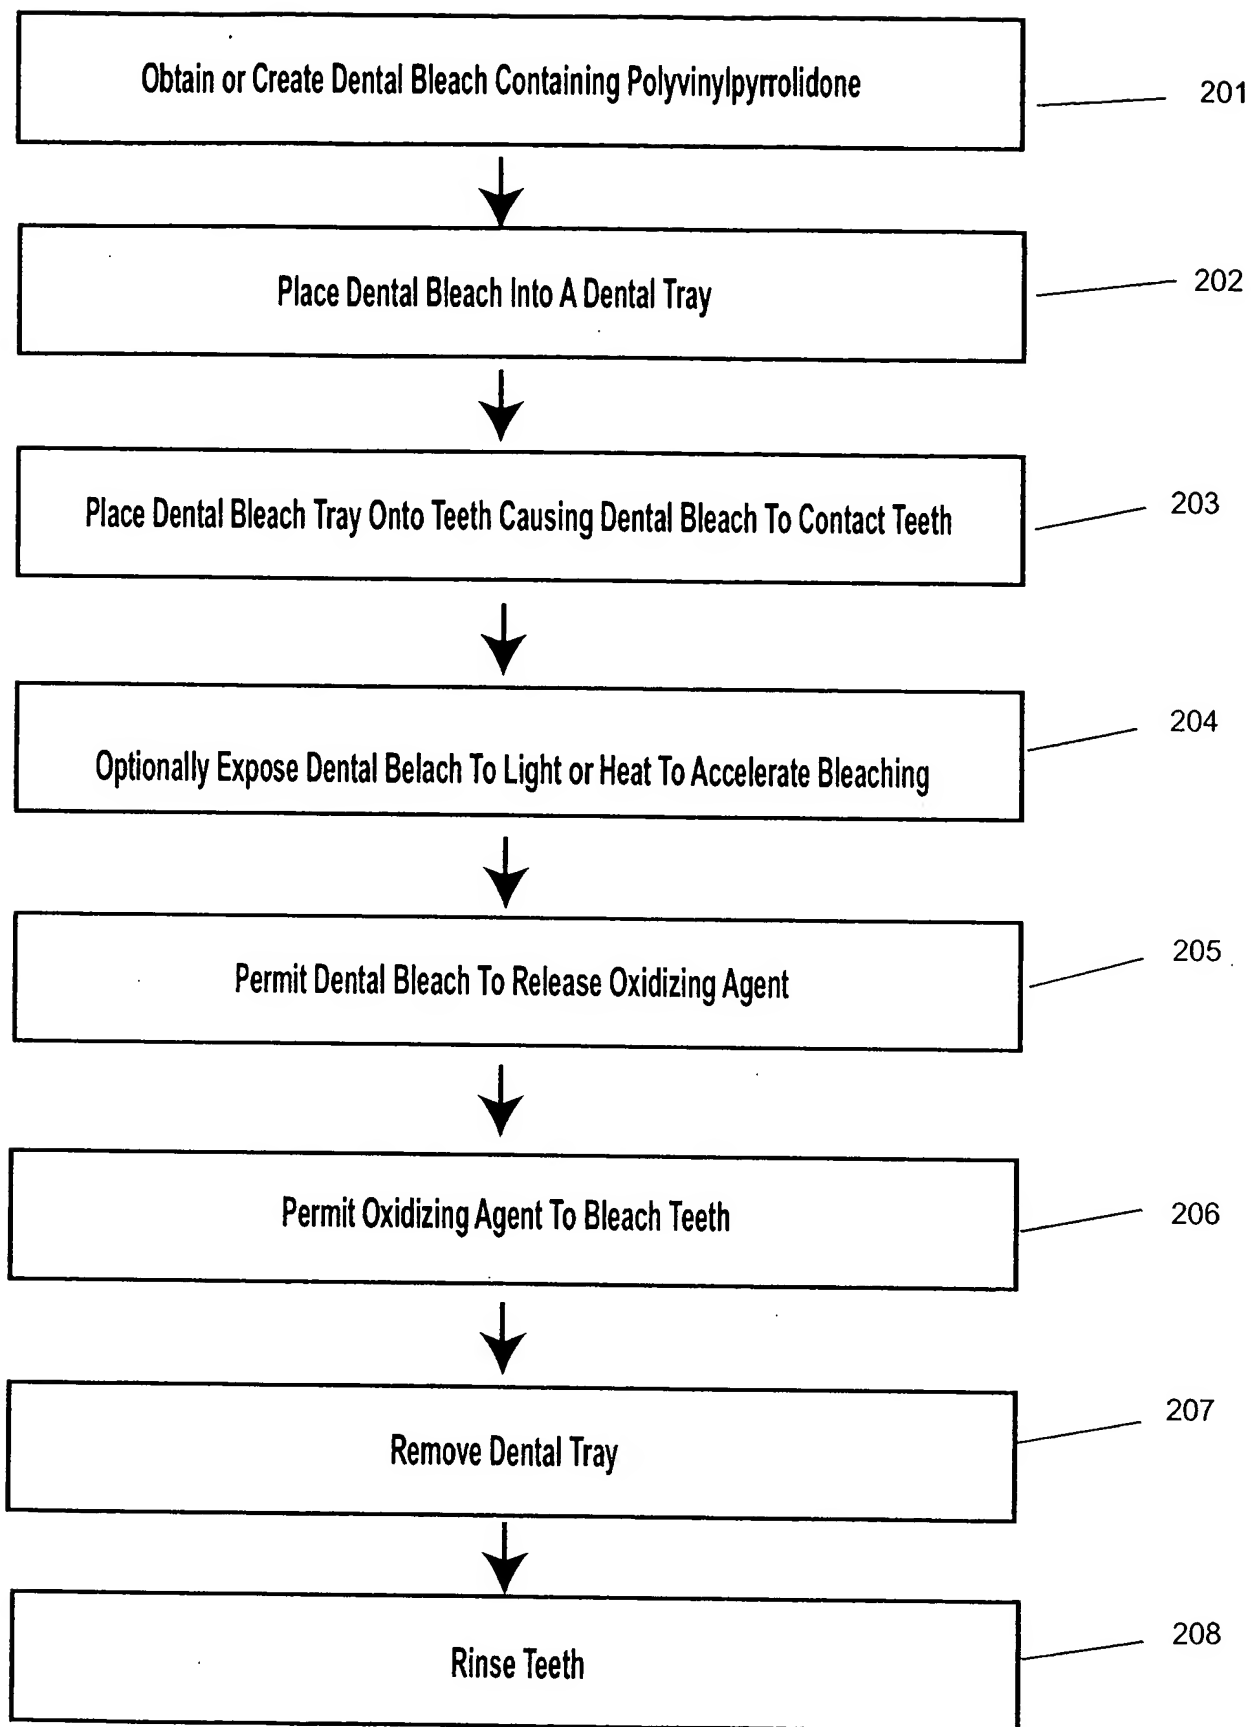 Obtain or Create Dental Bleach Containing Polyvinylpyrrolidone
201
Place Dental Bleach Into A Dental Tray
202
Place Dental Bleach Tray Onto Teeth Causing Dental Bleach To Contact Teeth
203
Optionally Expose Dental Belach To Light or Heat To Accelerate Bleaching
204
Permit Dental Bleach To Release Oxidizing Agent
205
Permit Oxidizing Agent To Bleach Teeth
206
Remove Dental Tray
207
Rinse Teeth
208